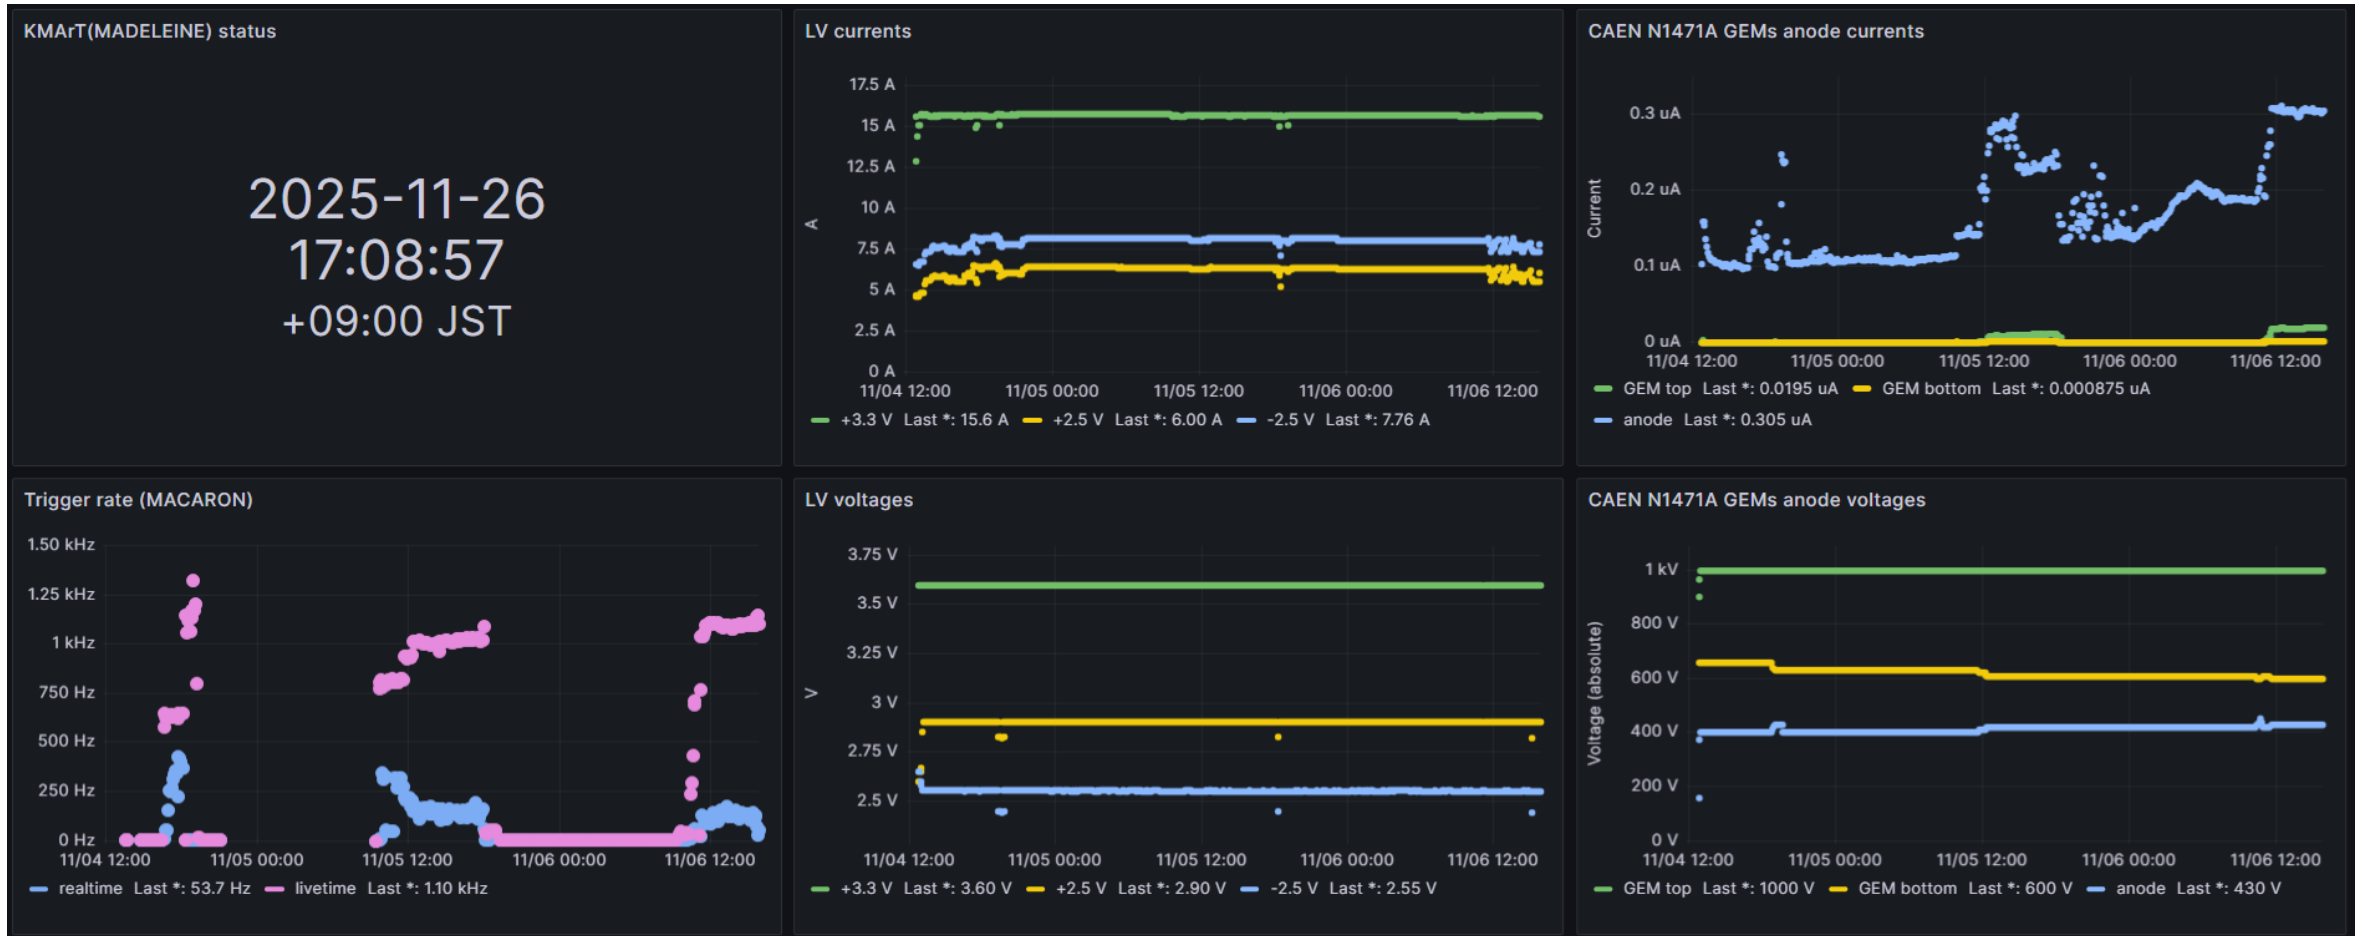 KMArT(MADELEINE) status
2025-11-26
17:08:57
+09:00 JST
LV currents
17.5 A
15 A
12.5 A
10 A
7.5 A
5 A
2.5 A
0 A
A
11/04 12:00 11/05 00:00 11/05 12:00 11/06 00:00 11/06 12:00
+3.3 V Last *: 15.6 A +2.5 V Last *: 6.00 A -2.5 V Last *: 7.76 A
CAEN N1471A GEMs anode currents
0.3 uA
0.2 uA
0.1 uA
0 uA
Current
11/04 12:00 11/05 00:00 11/05 12:00 11/06 00:00 11/06 12:00
GEM top Last *: 0.0195 uA GEM bottom Last *: 0.000875 uA
anode Last *: 0.305 uA
Trigger rate (MACARON)
1.50 kHz
1.25 kHz
1 kHz
750 Hz
500 Hz
250 Hz
0 Hz
11/04 12:00 11/05 00:00 11/05 12:00 11/06 00:00 11/06 12:00
realtime Last *: 53.7 Hz livetime Last *: 1.10 kHz
LV voltages
3.75 V
3.5 V
3.25 V
3 V
2.75 V
2.5 V
V
11/04 12:00 11/05 00:00 11/05 12:00 11/06 00:00 11/06 12:00
+3.3 V Last *: 3.60 V +2.5 V Last *: 2.90 V -2.5 V Last *: 2.55 V
CAEN N1471A GEMs anode voltages
1 kV
800 V
600 V
400 V
200 V
0 V
Voltage (absolute)
11/04 12:00 11/05 00:00 11/05 12:00 11/06 00:00 11/06 12:00
GEM top Last *: 1000 V GEM bottom Last *: 600 V anode Last *: 430 V